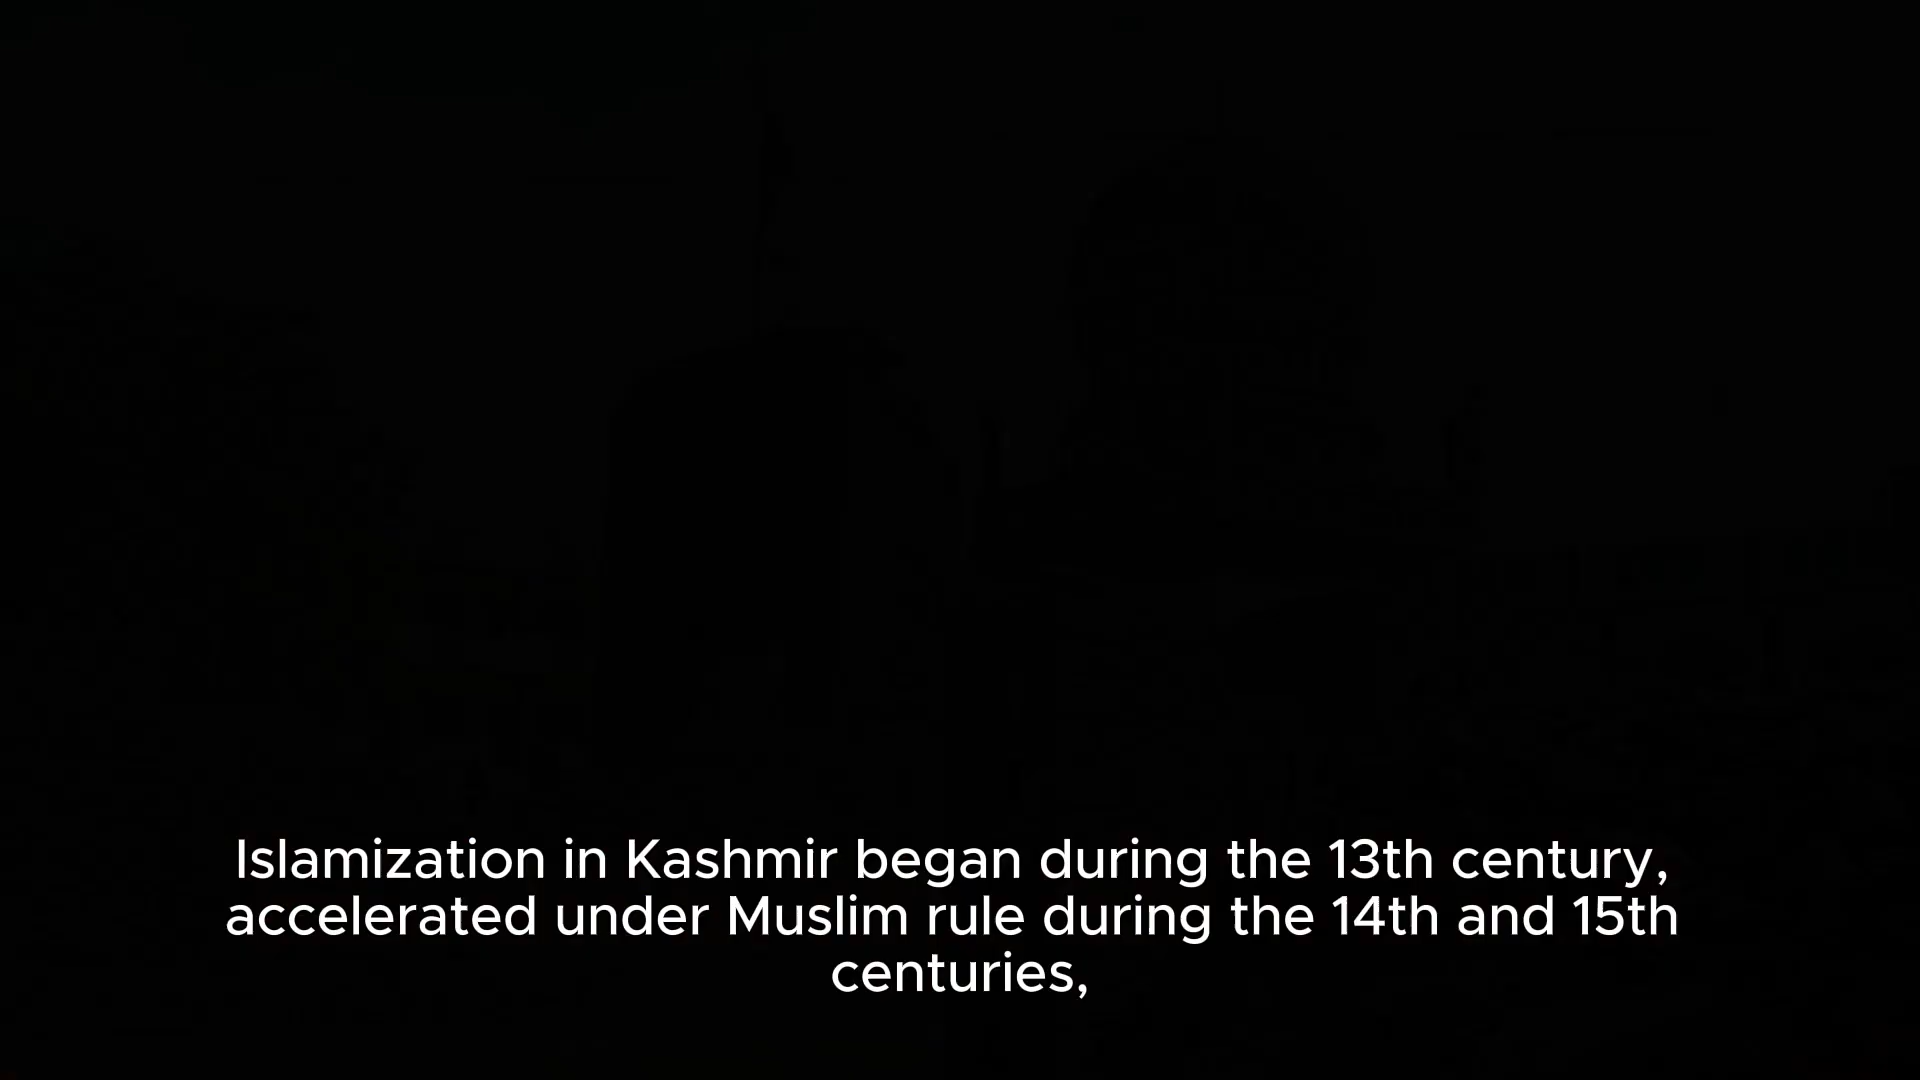 Islamization in Kashmir began during the 13th century,
accelerated under Muslim rule during the 14th and 15th
centuries,